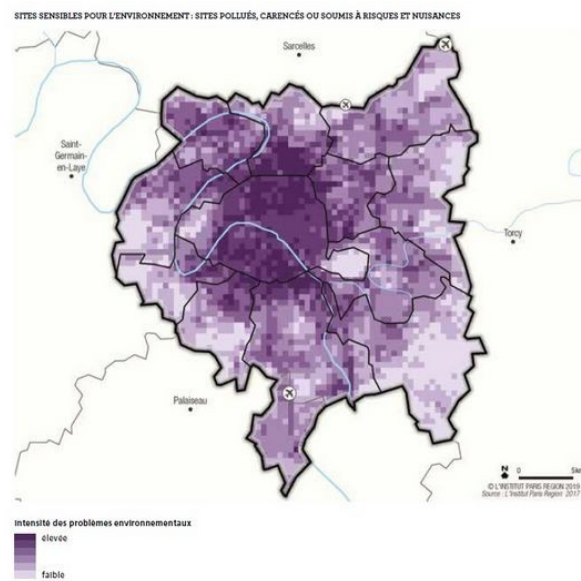 SITES SENSIBLES POUR L'ENVIRONNEMENT : SITES POLLUÉS, CARENCÉS OU SOUMIS À RISQUES ET NUISANCES
Sarcelles
Saint-
Germain-
en-Laye
Torcy
Palaiseau
N
0 5km
© L'INSTITUT PARIS REGION 2019
Source : L'Institut Paris Region 2017
Intensité des problèmes environnementaux
élevée
faible